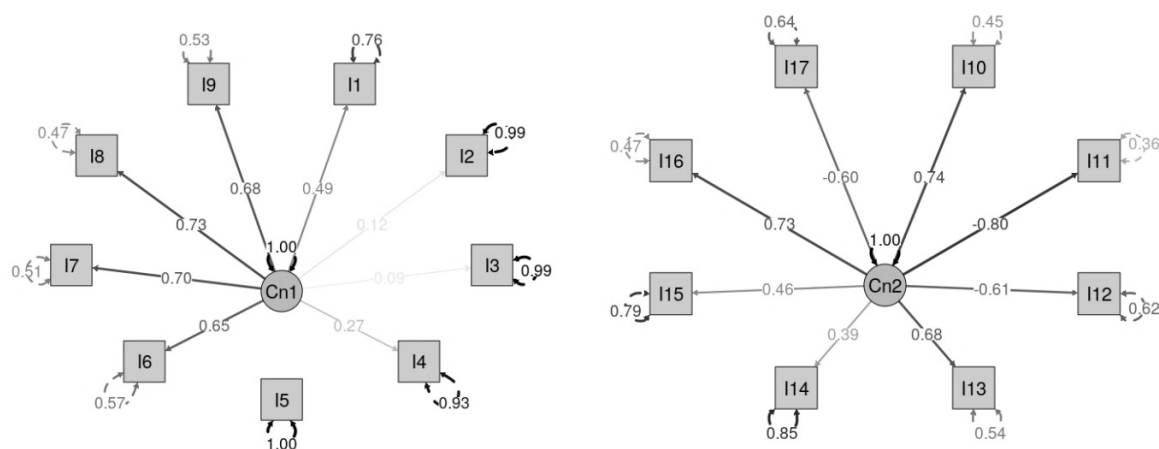 0.53
0.76
I9
I1
0.47
I8
I2
0.99
0.68
0.49
0.73
0.12
1.00
0.51
I7
0.70
Cn1
-0.09
I3
0.99
0.65
0.27
I6
I4
0.57
I5
0.93
1.00
0.64
0.45
I17
I10
0.47
I16
I11
0.36
-0.60
0.74
0.73
-0.80
1.00
0.79
I15
0.46
Cn2
-0.61
I12
0.62
0.39
0.68
I14
I13
0.85
0.54